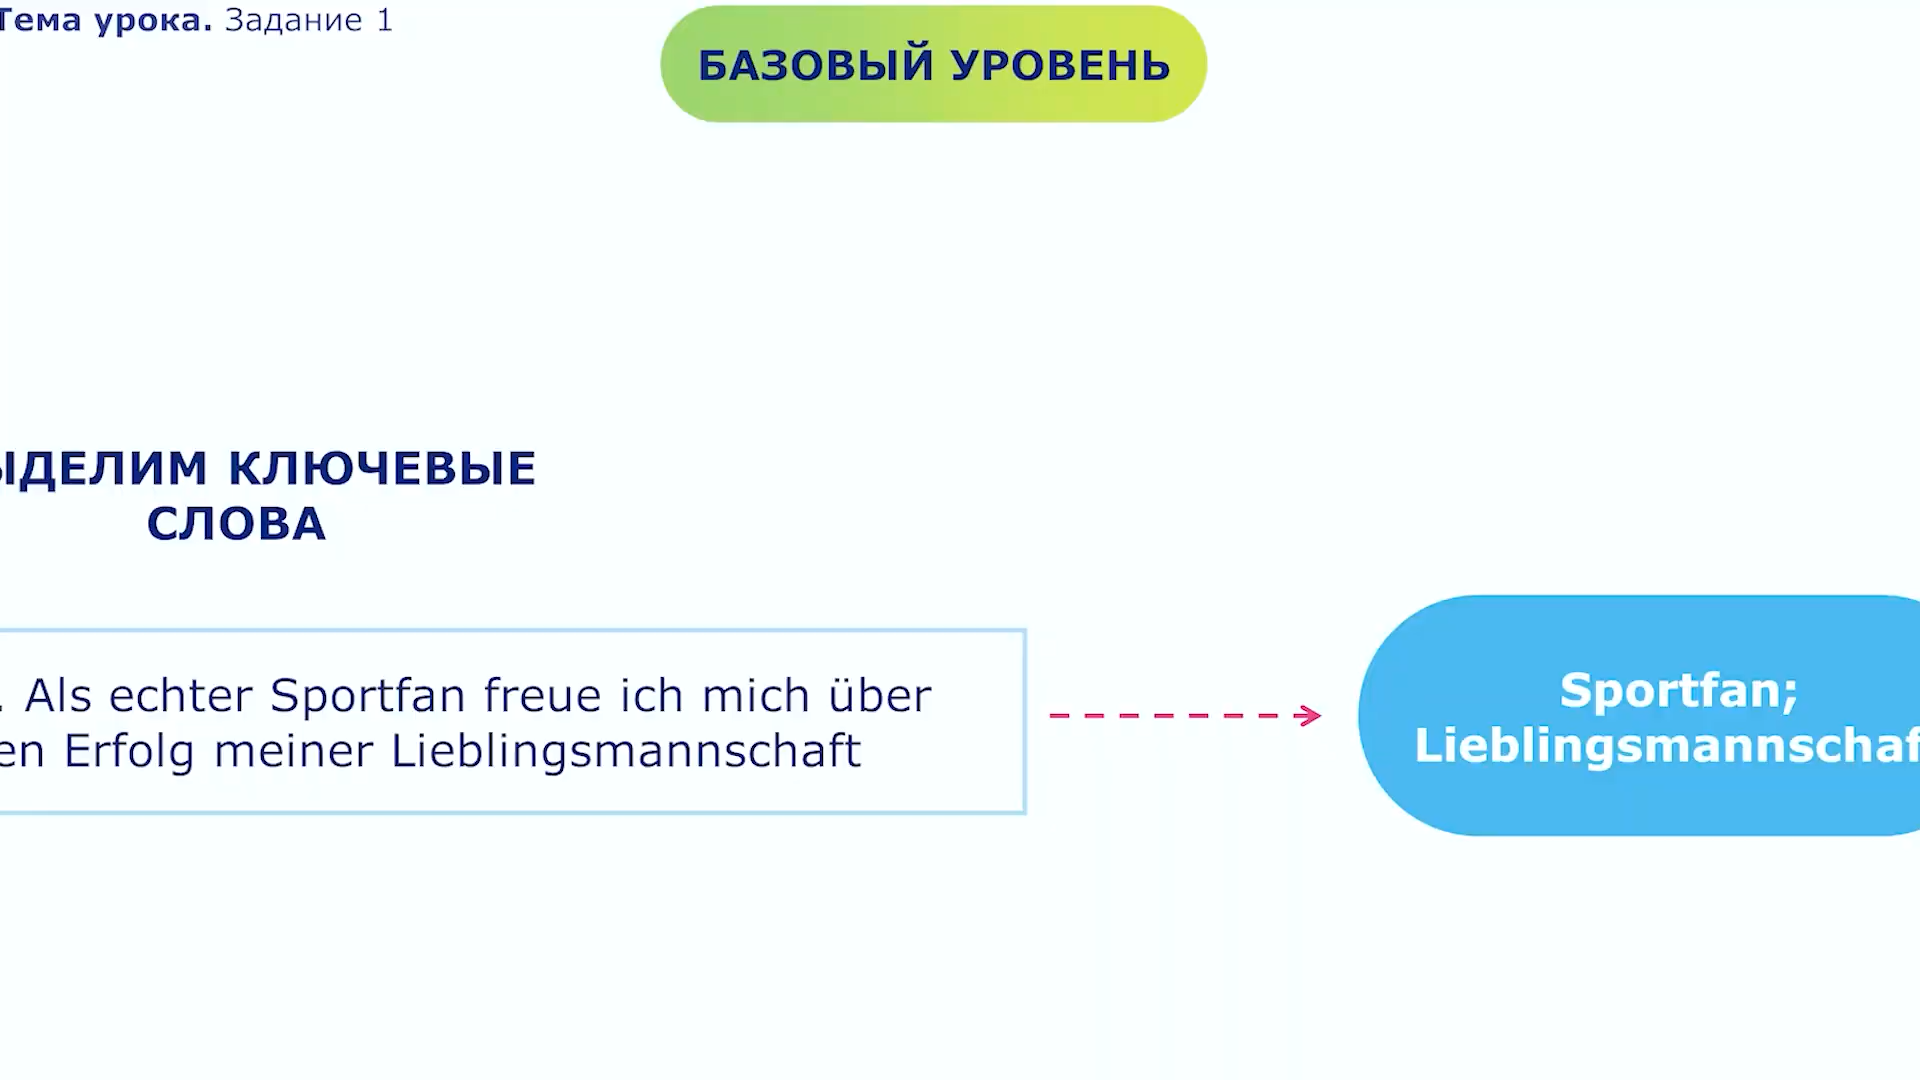 Тема урока. Задание 1
БАЗОВЫЙ УРОВЕНЬ
ЫДЕЛИМ КЛЮЧЕВЫЕ
СЛОВА
. Als echter Sportfan freue ich mich über
en Erfolg meiner Lieblingsmannschaft
Sportfan;
Lieblingsmannschaf